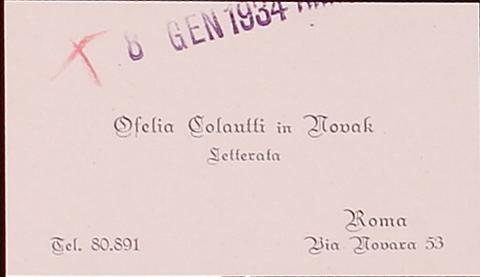 8 GEN 1934
Ofelia Colautti in Novak
Letterata
Roma
Tel. 80.891
Via Novara 53